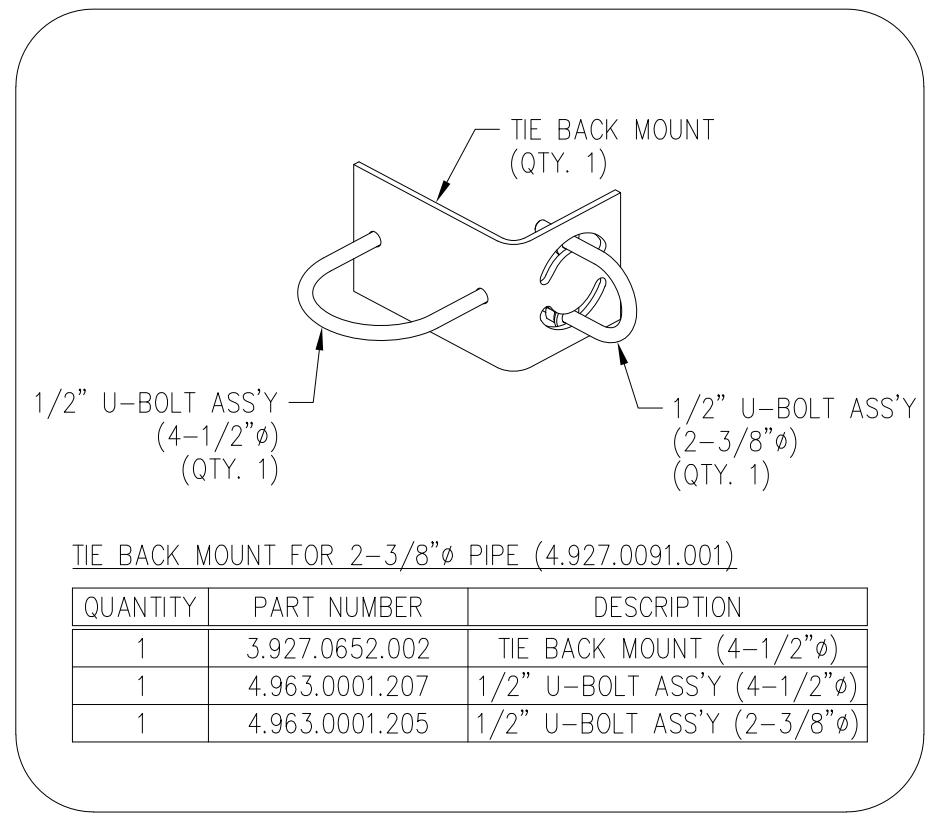 TIE BACK MOUNT
(QTY. 1)
1/2" U-BOLT ASS'Y
(4-1/2"ø)
(QTY. 1)
1/2" U-BOLT ASS'Y
(2-3/8"ø)
(QTY. 1)
TIE BACK MOUNT FOR 2-3/8"ø PIPE (4.927.0091.001)
QUANTITY PART NUMBER DESCRIPTION
1 3.927.0652.002 TIE BACK MOUNT (4-1/2"ø)
1 4.963.0001.207 1/2" U-BOLT ASS'Y (4-1/2"ø)
1 4.963.0001.205 1/2" U-BOLT ASS'Y (2-3/8"ø)